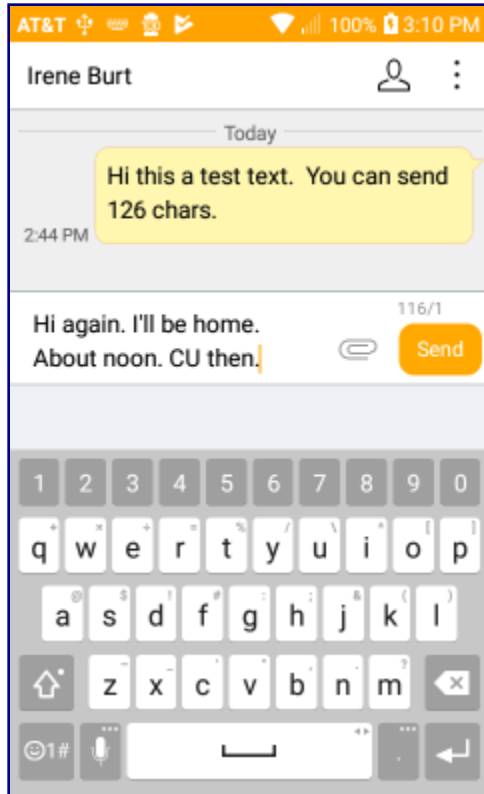 AT&T 100% 3:10 PM
Irene Burt
Today
Hi this a test text.  You can send
126 chars.
2:44 PM
116/1
Hi again. I'll be home.
About noon. CU then.
Send
1 2 3 4 5 6 7 8 9 0
q w e r t y u i o p
a s d f g h j k l
z x c v b n m
☺1# .